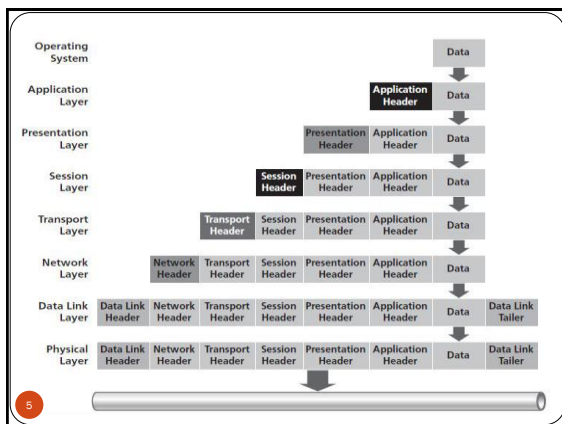 Operating
System
Data
Application
Layer
Application
Header
Data
Presentation
Layer
Presentation
Header
Application
Header
Data
Session
Layer
Session
Header
Presentation
Header
Application
Header
Data
Transport
Layer
Transport
Header
Session
Header
Presentation
Header
Application
Header
Data
Network
Layer
Network
Header
Transport
Header
Session
Header
Presentation
Header
Application
Header
Data
Data Link
Layer
Data Link
Header
Network
Header
Transport
Header
Session
Header
Presentation
Header
Application
Header
Data
Data Link
Tailer
Physical
Layer
Data Link
Header
Network
Header
Transport
Header
Session
Header
Presentation
Header
Application
Header
Data
Data Link
Tailer
5